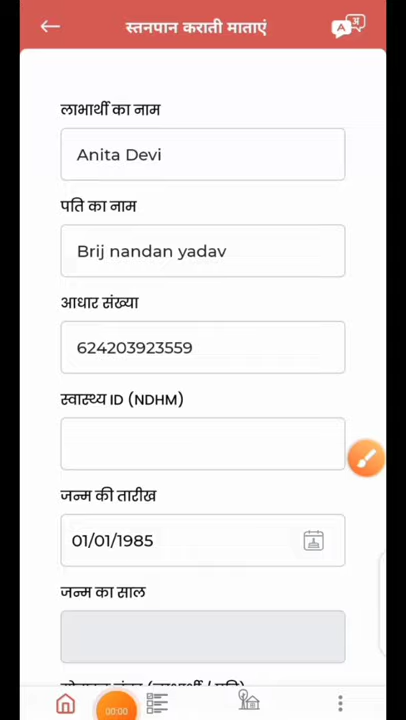 स्तनपान कराती माताएं
लाभार्थी का नाम
Anita Devi
पति का नाम
Brij nandan yadav
आधार संख्या
624203923559
स्वास्थ्य ID (NDHM)
जन्म की तारीख
01/01/1985
जन्म का साल
00:00